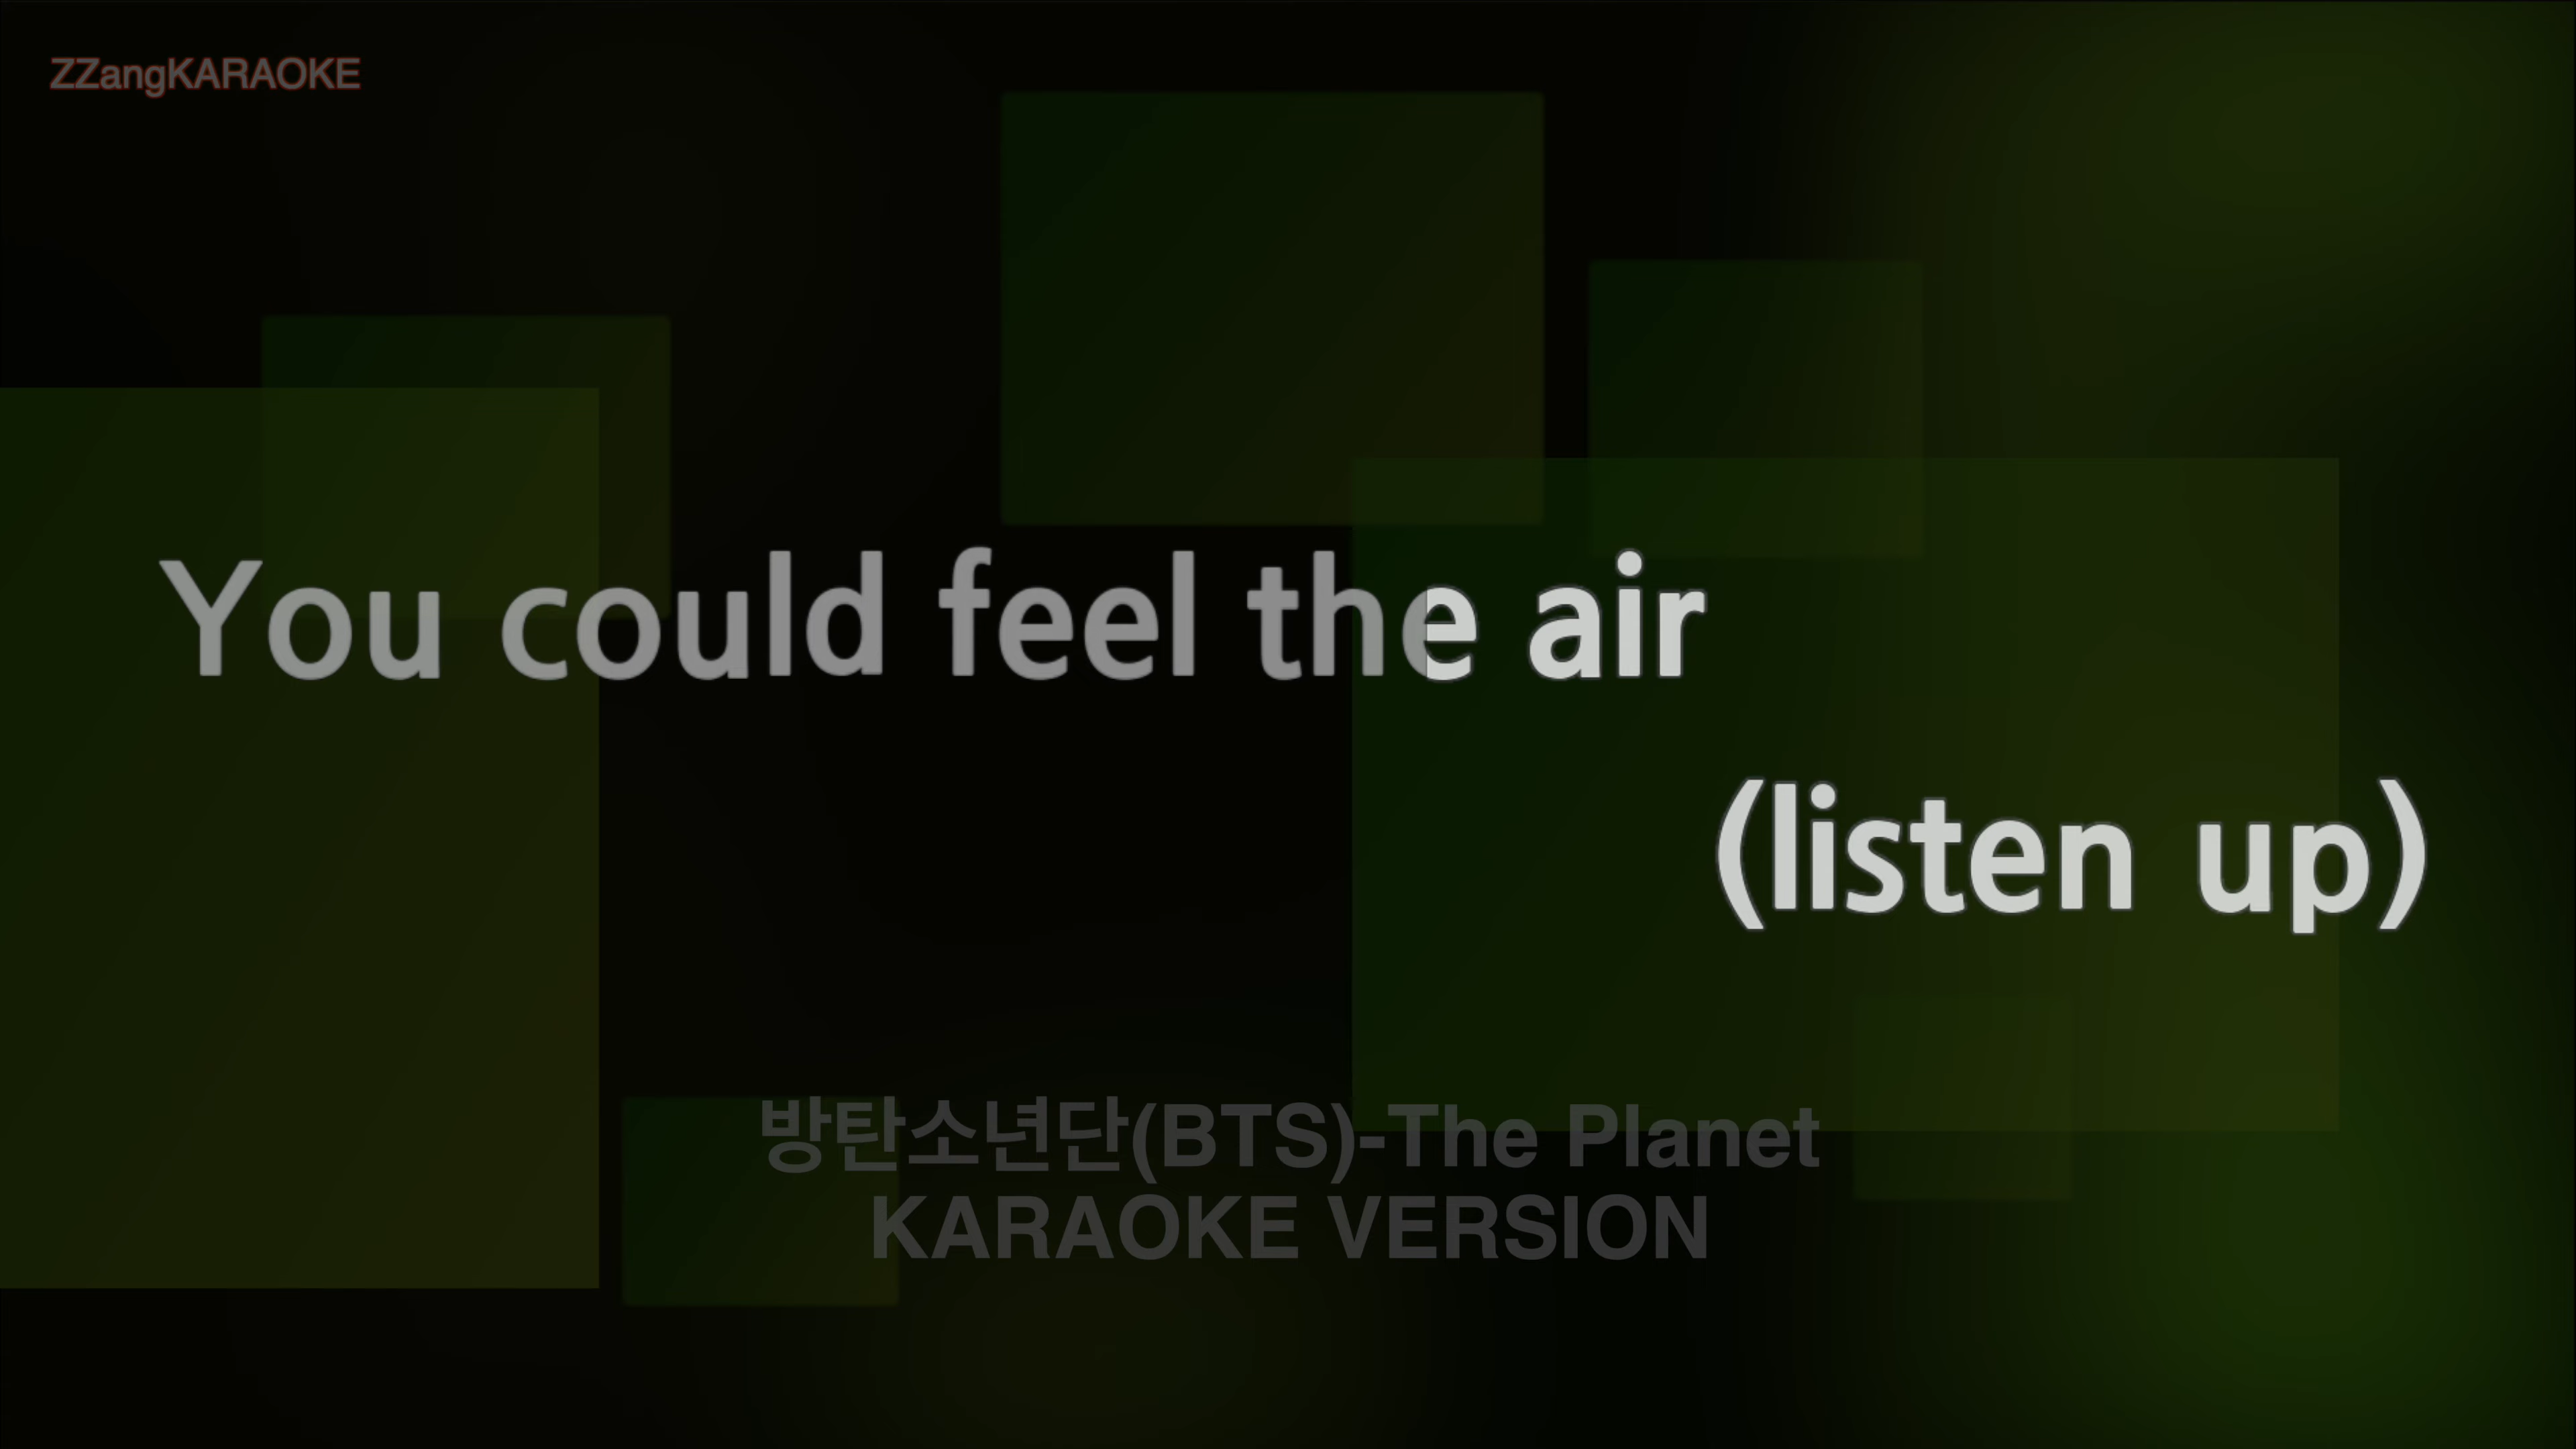 ZZangKARAOKE
You could feel the air
(listen up)
방탄소년단(BTS)-The Planet
KARAOKE VERSION